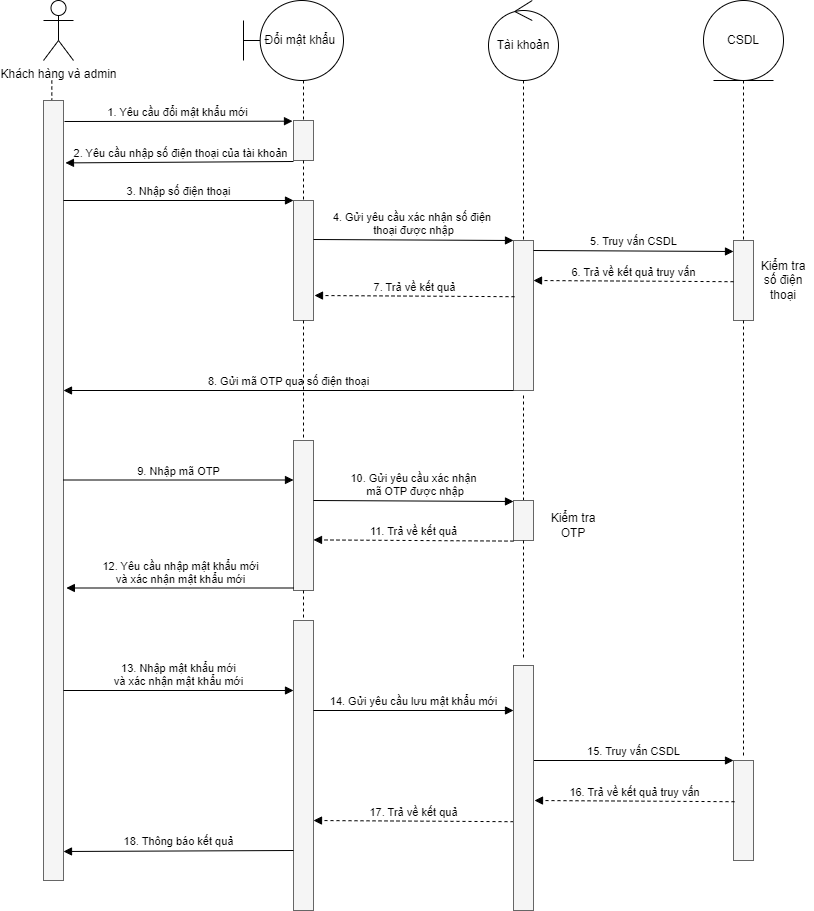 Đổi mật khẩu
Tài khoản
CSDL
Khách hàng và admin
1. Yêu cầu đổi mật khẩu mới
2. Yêu cầu nhập số điện thoại của tài khoản
3. Nhập số điện thoại
4. Gửi yêu cầu xác nhận số điện
thoại được nhập
5. Truy vấn CSDL
6. Trả về kết quả truy vấn
Kiểm tra
số điện
thoại
7. Trả về kết quả
8. Gửi mã OTP qua số điện thoại
9. Nhập mã OTP
10. Gửi yêu cầu xác nhận
mã OTP được nhập
Kiểm tra
OTP
11. Trả về kết quả
12. Yêu cầu nhập mật khẩu mới
và xác nhận mật khẩu mới
13. Nhập mật khẩu mới
và xác nhận mật khẩu mới
14. Gửi yêu cầu lưu mật khẩu mới
15. Truy vấn CSDL
16. Trả về kết quả truy vấn
17. Trả về kết quả
18. Thông báo kết quả